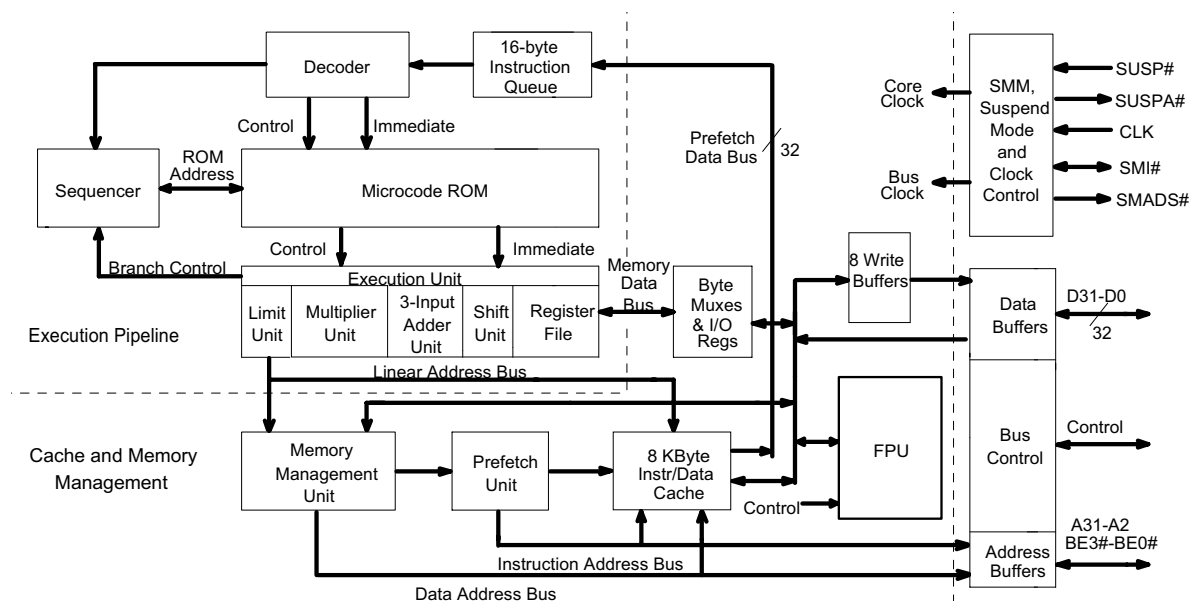 Decoder
16-byte
Instruction
Queue
Control
Immediate
Sequencer
ROM
Address
Microcode ROM
Prefetch
Data Bus
32
Core
Clock
Bus
Clock
SMM,
Suspend
Mode
and
Clock
Control
SUSP#
SUSPA#
CLK
SMI#
SMADS#
Control
Immediate
Branch Control
Execution Unit
Limit
Unit
Multiplier
Unit
3-Input
Adder
Unit
Shift
Unit
Register
File
Memory
Data
Bus
Byte
Muxes
& I/O
Regs
8 Write
Buffers
Data
Buffers
D31-D0
32
Execution Pipeline
Linear Address Bus
Cache and Memory
Management
Memory
Management
Unit
Prefetch
Unit
8 KByte
Instr/Data
Cache
FPU
Control
Bus
Control
Control
A31-A2
BE3#-BE0#
Address
Buffers
Instruction Address Bus
Data Address Bus